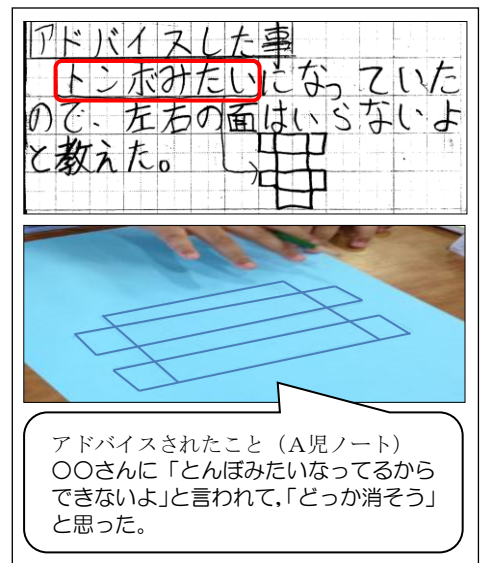 アドバイスした事
トンボみたいになっていた
ので、左右の面はいらないよ
と教えた。
アドバイスされたこと（A児ノート）
〇〇さんに「とんぼみたいなってるから
できないよ」と言われて,「どっか消そう」
と思った。